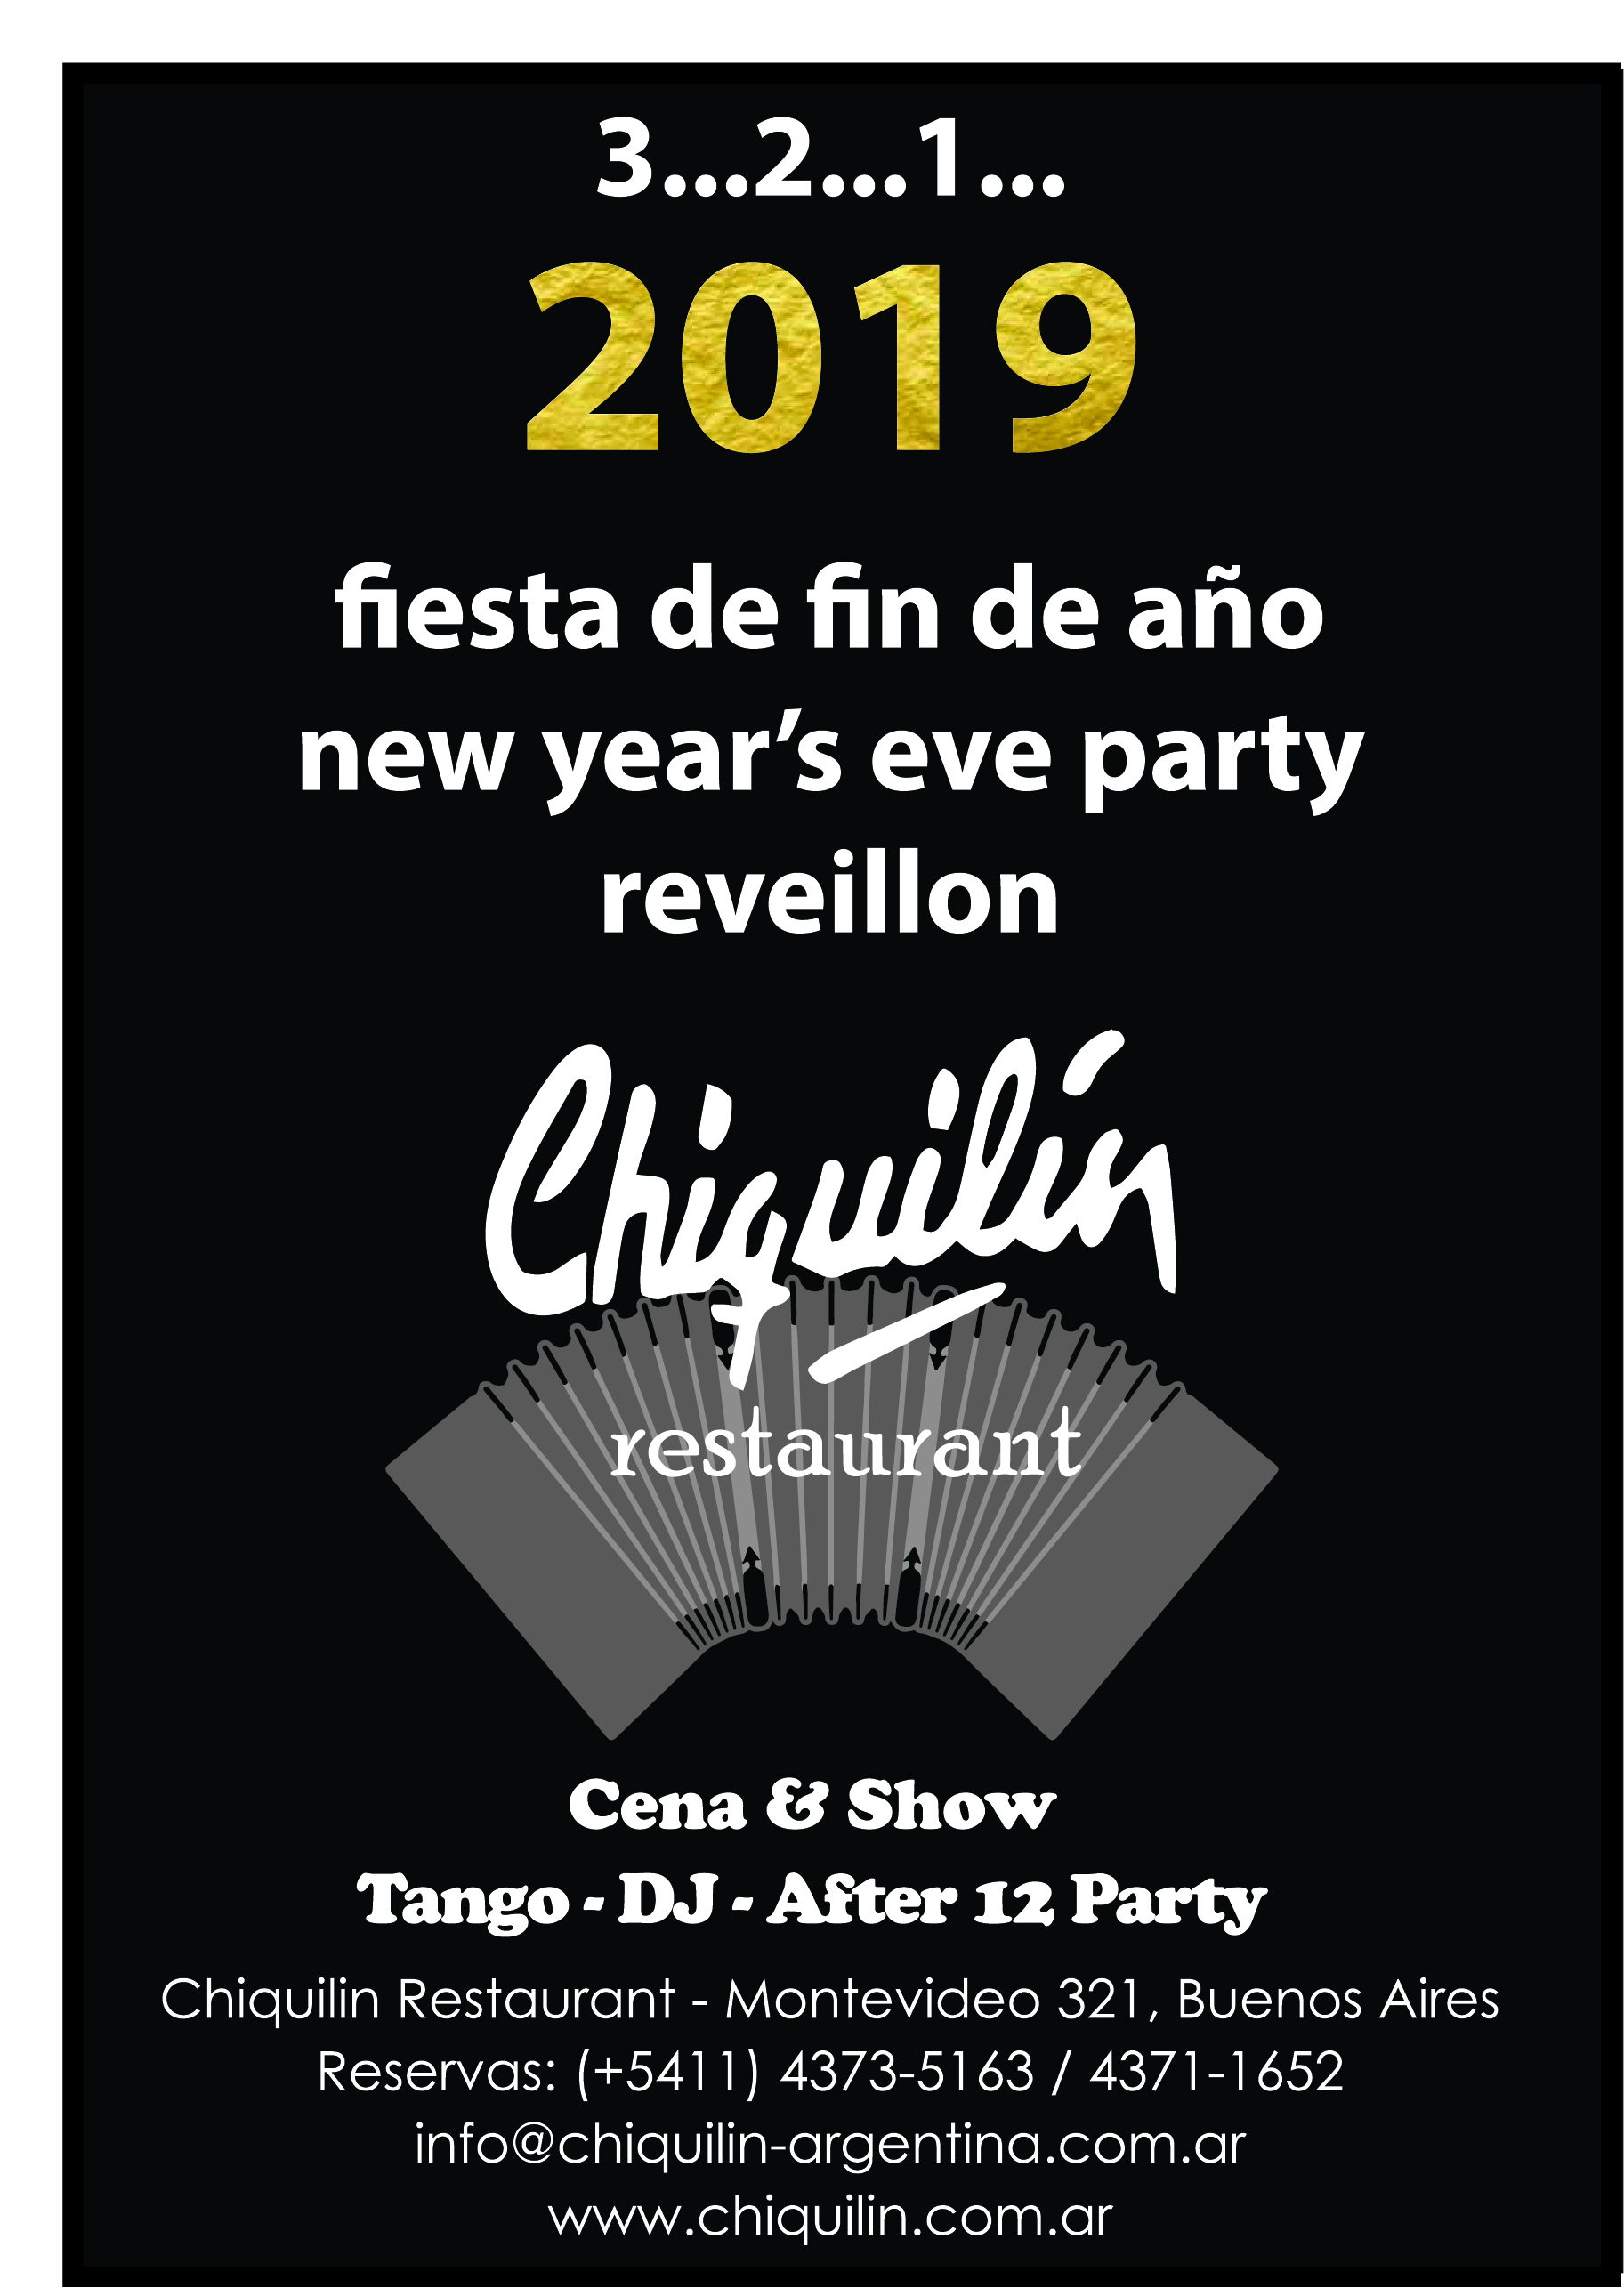 3...2...1...
2019
fiesta de fin de año
new year’s eve party
reveillon
Chiquilín
restaurant
Cena & Show
Tango - DJ - After 12 Party
Chiquilin Restaurant - Montevideo 321, Buenos Aires
Reservas: (+5411) 4373-5163 / 4371-1652
info@chiquilin-argentina.com.ar
www.chiquilin.com.ar